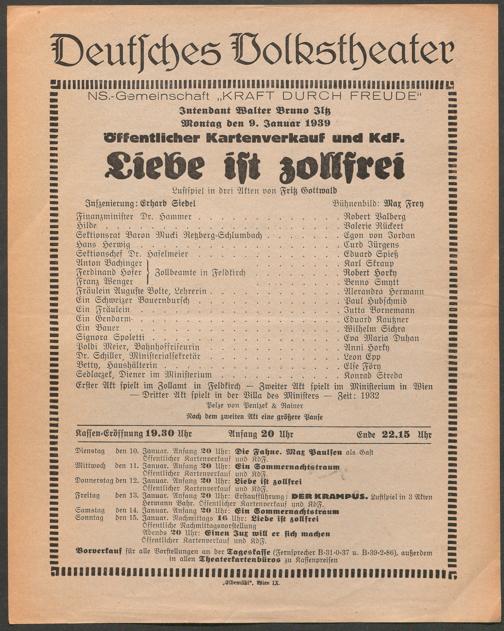 Deutsches Volkstheater
NS.-Gemeinschaft „KRAFT DURCH FREUDE"
Intendant Walter Bruno Iltz
Montag den 9. Januar 1939
Öffentlicher Kartenverkauf und KdF.
Liebe ist zollfrei
Lustspiel in drei Akten von Fritz Gottwald
Inszenierung: Erhard Siedel Bühnenbild: Max Frey
Finanzminister Dr. Hammer . . . Robert Valberg
Hilde . . . Valerie Rückert
Sektionsrat Baron Mucki Retzberg-Schlumbach . . . Egon von Jordan
Hans Herwig . . . Curd Jürgens
Sektionschef Dr. Haselmeier . . . Eduard Spieß
Anton Bachinger . . . Karl Skraup
Ferdinand Hofer } Zollbeamte in Feldkirch . . . Robert Horky
Franz Wenger . . . Benno Smytt
Fräulein Auguste Bolte, Lehrerin . . . Alexandra Hermann
Ein Schweizer Bauernbursch . . . Paul Hubschmid
Ein Fräulein . . . Jutta Bornemann
Ein Gendarm . . . Eduard Kautzner
Ein Bauer . . . Wilhelm Sichra
Signora Spoletti . . . Eva Maria Duhan
Poldi Meier, Bahnhoffriseurin . . . Anni Horky
Dr. Schiller, Ministerialsekretär . . . Leon Epp
Betty, Haushälterin . . . Else Föry
Sedlaczek, Diener im Ministerium . . . Konrad Streda
Erster Akt spielt im Zollamt in Feldkirch — Zweiter Akt spielt im Ministerium in Wien
— Dritter Akt spielt in der Villa des Ministers — Zeit: 1932
Pelze von Penizek & Rainer
Nach dem zweiten Akt eine größere Pause
Kassen-Eröffnung 19.30 Uhr Anfang 20 Uhr Ende 22.15 Uhr
Dienstag den 10. Januar. Anfang 20 Uhr: Die Fahne. Max Paulsen als Gast
Öffentlicher Kartenverkauf und KdF.
Mittwoch den 11. Januar. Anfang 20 Uhr: Ein Sommernachtstraum
Öffentlicher Kartenverkauf und KdF.
Donnerstag den 12. Januar. Anfang 20 Uhr: Liebe ist zollfrei
Öffentlicher Kartenverkauf und KdF.
Freitag den 13. Januar. Anfang 20 Uhr: Erstaufführung: DER KRAMPUS. Lustspiel in 3 Akten
Hermann Bahr. Öffentlicher Kartenverkauf und KdF.
Samstag den 14. Januar. Anfang 20 Uhr: Ein Sommernachtstraum
Sonntag den 15. Januar. Nachmittags 16 Uhr: Liebe ist zollfrei
Öffentliche Nachmittagsvorstellung
Abends 20 Uhr: Einen Jux will er sich machen
Öffentlicher Kartenverkauf und KdF.
Vorverkauf für alle Vorstellungen an der Tageskasse (Fernsprecher B-31-0-37 u. B-39-2-86), außerdem
in allen Theaterkartenbüros zu Kassenpreisen
Wien IX.